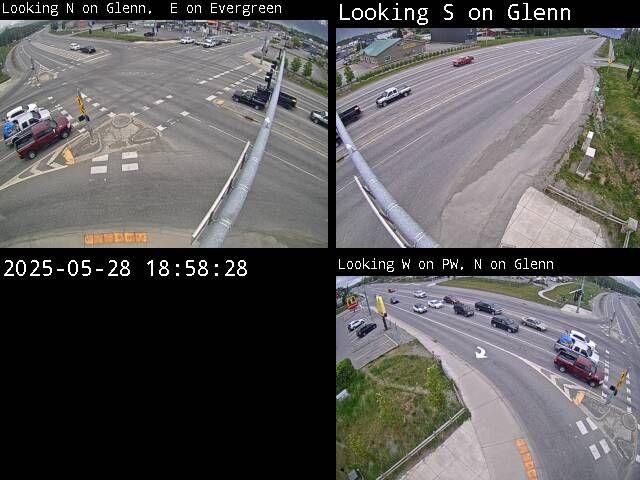 Looking N on Glenn, E on Evergreen
Looking S on Glenn
2025-05-28 18:58:28
Looking W on PW, N on Glenn